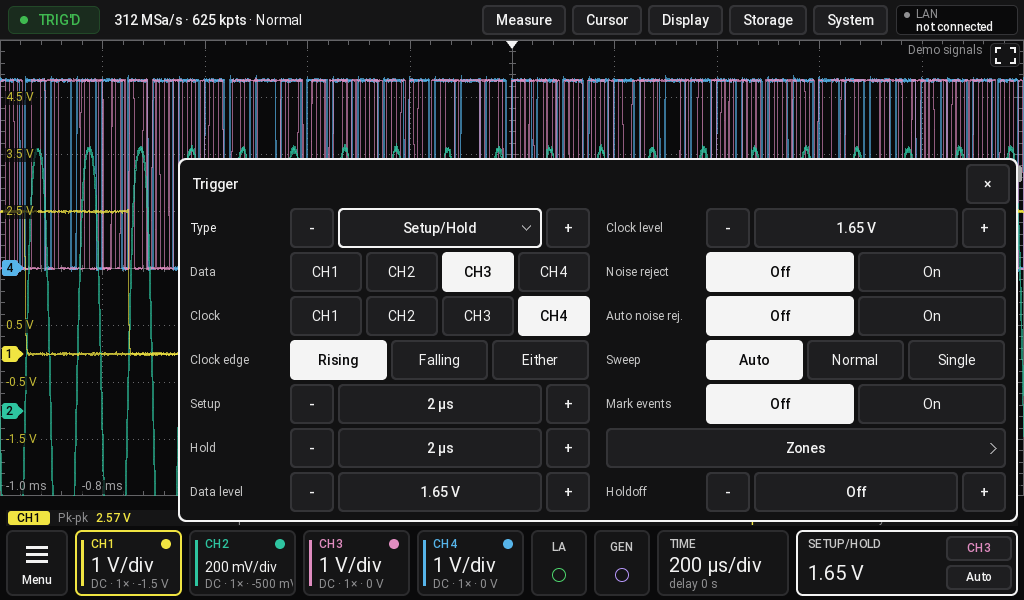 TRIG'D
312 MSa/s · 625 kpts · Normal
Measure
Cursor
Display
Storage
System
LAN
not connected
Demo signals
4.5 V
3.5 V
2.5 V
4
0.5 V
1
-0.5 V
2
-1.5 V
-1.0 ms
-0.8 ms
Trigger
×
Type
-
Setup/Hold
+
Data
CH1
CH2
CH3
CH4
Clock
CH1
CH2
CH3
CH4
Clock edge
Rising
Falling
Either
Setup
-
2 µs
+
Hold
-
2 µs
+
Data level
-
1.65 V
+
Clock level
-
1.65 V
+
Noise reject
Off
On
Auto noise rej.
Off
On
Sweep
Auto
Normal
Single
Mark events
Off
On
Zones
Holdoff
-
Off
+
CH1
Pk-pk 2.57 V
Menu
CH1
1 V/div
DC · 1× · -1.5 V
CH2
200 mV/div
DC · 1× · -500 mV
CH3
1 V/div
DC · 1× · 0 V
CH4
1 V/div
DC · 1× · 0 V
LA
GEN
TIME
200 µs/div
delay 0 s
SETUP/HOLD
1.65 V
CH3
Auto